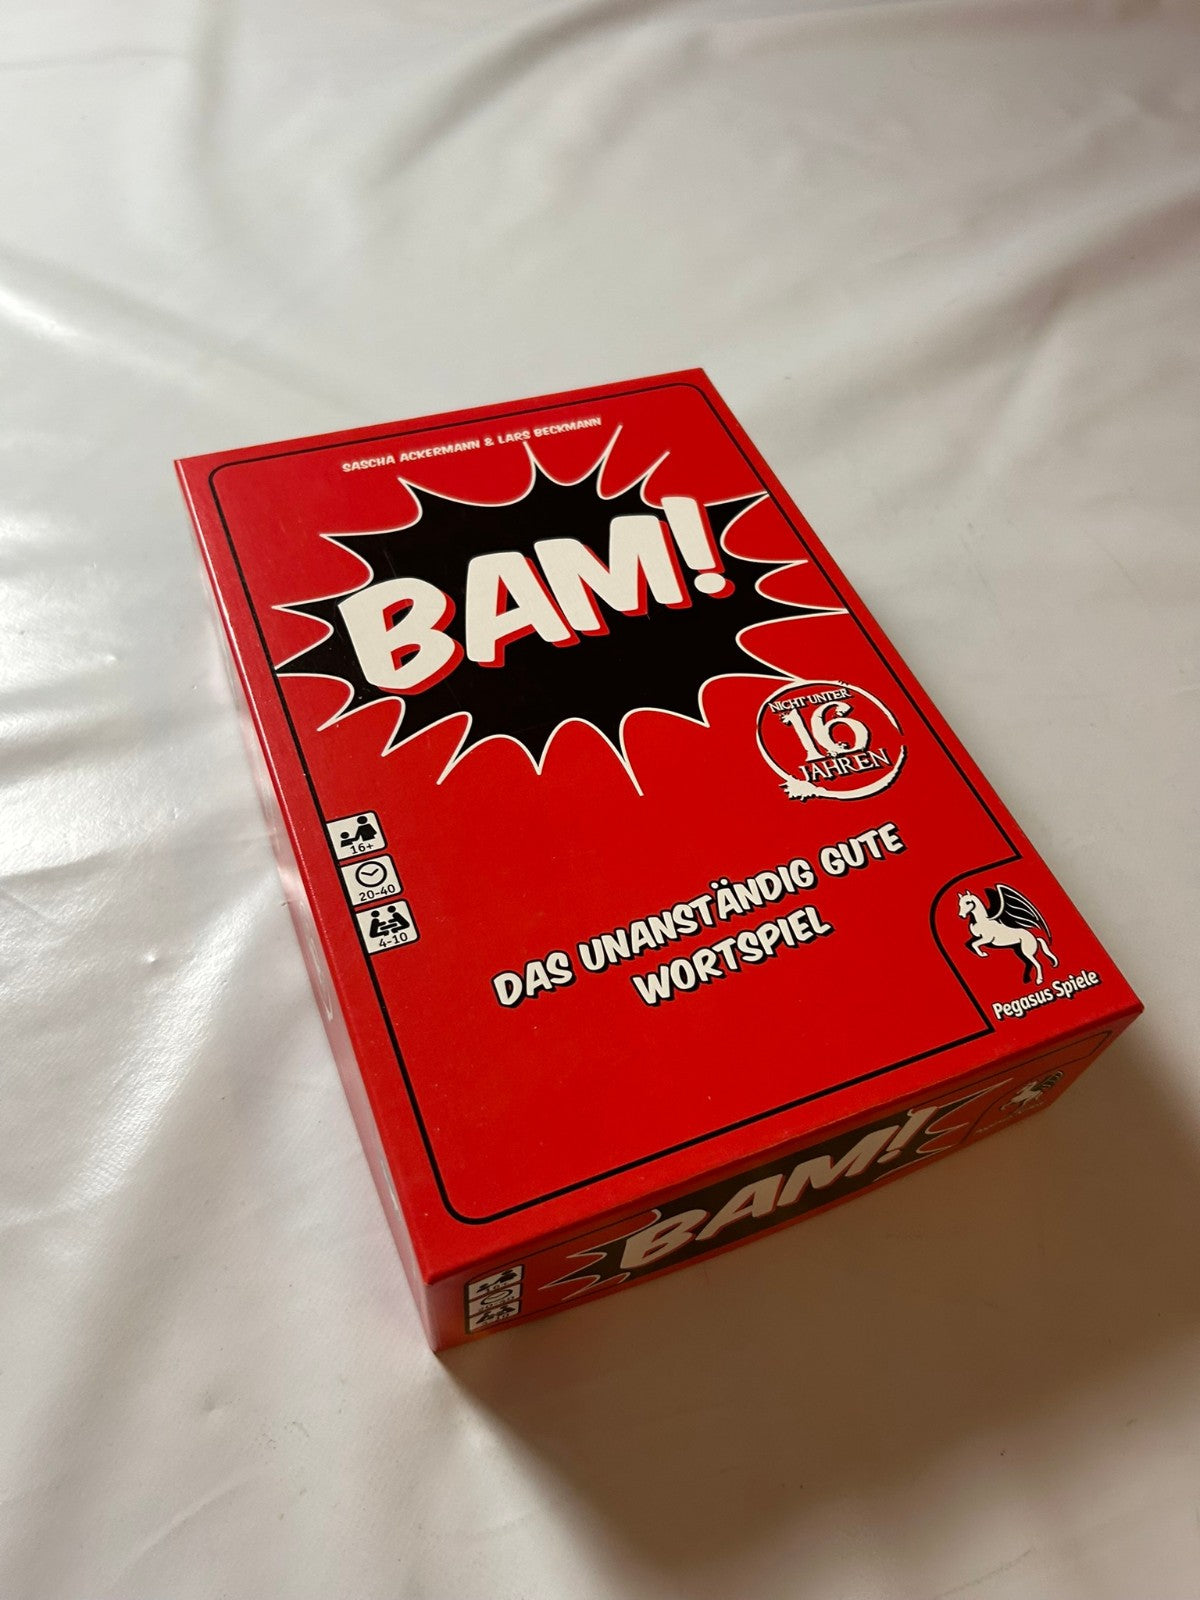 SASCHA ACKERMANN & LARS BECKMANN
BAM!
NICHT UNTER
16
JAHREN
16+
20-40
4-10
DAS UNANSTÄNDIG GUTE
WORTSPIEL
Pegasus Spiele
BAM!